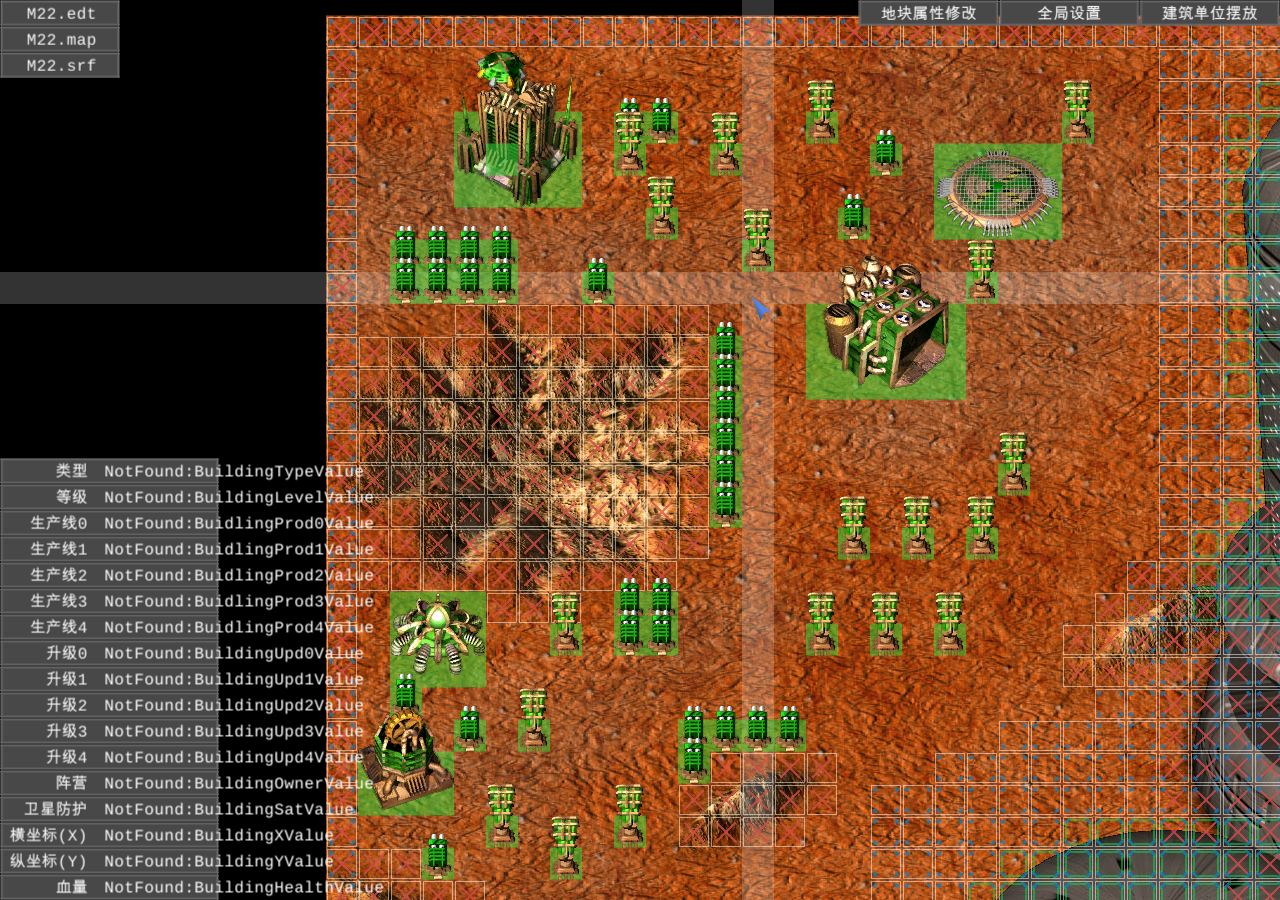 M22.edt
M22.map
M22.srf
地块属性修改 全局设置 建筑单位摆放
类型 NotFound:BuildingTypeValue
等级 NotFound:BuildingLevelValue
生产线0 NotFound:BuidlingProd0Value
生产线1 NotFound:BuidlingProd1Value
生产线2 NotFound:BuidlingProd2Value
生产线3 NotFound:BuidlingProd3Value
生产线4 NotFound:BuidlingProd4Value
升级0 NotFound:BuidlingUpd0Value
升级1 NotFound:BuidlingUpd1Value
升级2 NotFound:BuidlingUpd2Value
升级3 NotFound:BuidlingUpd3Value
升级4 NotFound:BuidlingUpd4Value
阵营 NotFound:BuildingOwnerValue
卫星防护 NotFound:BuildingSatValue
横坐标(X) NotFound:BuildingXValue
纵坐标(Y) NotFound:BuildingYValue
血量 NotFound:BuildingHealthValue